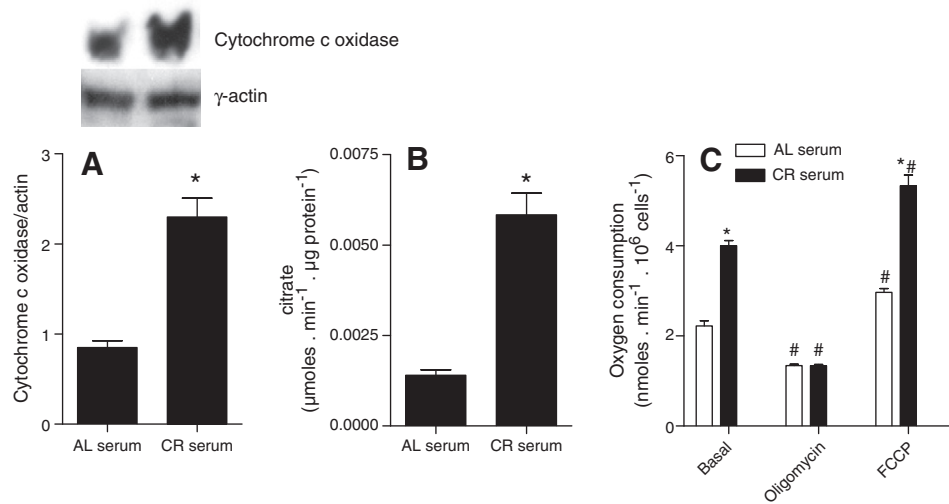 Cytochrome c oxidase
γ-actin
A
Cytochrome c oxidase/actin
3
2
1
0
*
AL serum
CR serum
B
citrate
(µmoles . min-1 . µg protein-1)
0.0075
0.0050
0.0025
0.0000
*
AL serum
CR serum
C
AL serum
CR serum
Oxygen consumption
(nmoles . min-1 . 106 cells-1)
6
4
2
0
*
#
#
#
*#
Basal
Oligomycin
FCCP